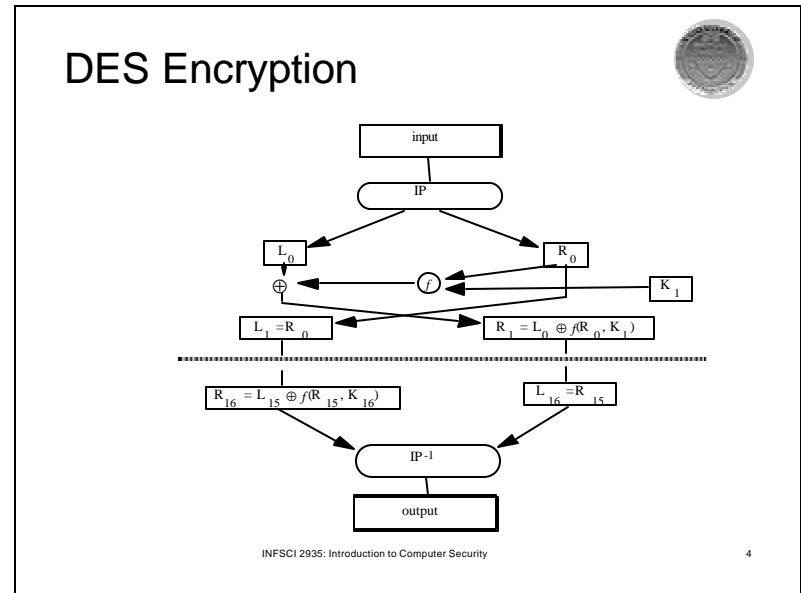 DES Encryption
input
IP
L0
R0
⊕
f
K1
L1 =R0
R1 = L0 ⊕ f(R0, K1)
R16 = L15 ⊕ f(R15, K16)
L16 =R15
IP-1
output
INFSCI 2935: Introduction to Computer Security
4